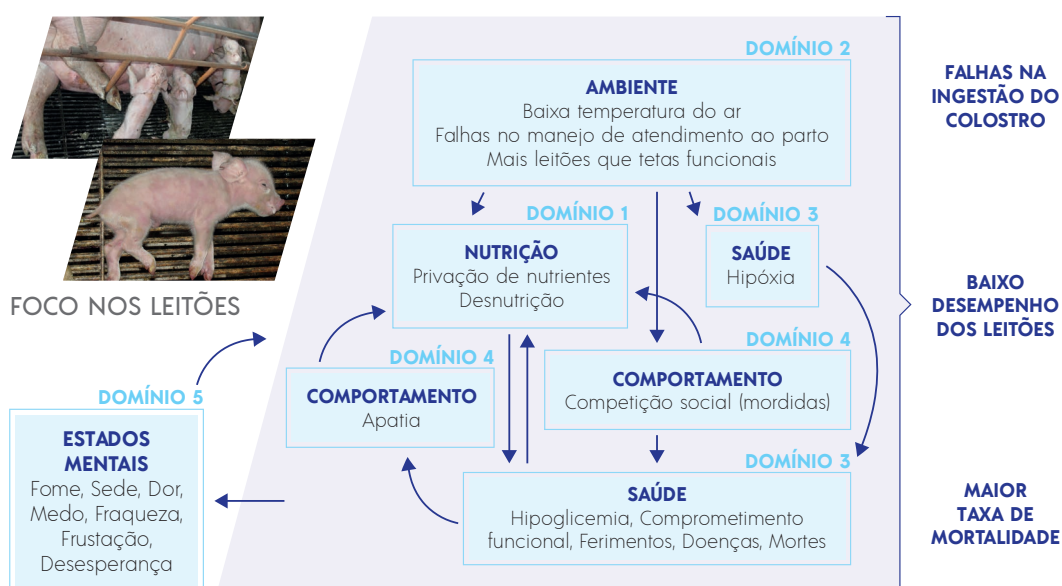 DOMÍNIO 2
AMBIENTE
Baixa temperatura do ar
Falhas no manejo de atendimento ao parto
Mais leitões que tetas funcionais
DOMÍNIO 1
NUTRIÇÃO
Privação de nutrientes
Desnutrição
DOMÍNIO 3
SAÚDE
Hipóxia
FOCO NOS LEITÕES
DOMÍNIO 4
COMPORTAMENTO
Apatia
DOMÍNIO 4
COMPORTAMENTO
Competição social (mordidas)
DOMÍNIO 5
ESTADOS
MENTAIS
Fome, Sede, Dor,
Medo, Fraqueza,
Frustação,
Desesperança
DOMÍNIO 3
SAÚDE
Hipoglicemia, Comprometimento
funcional, Ferimentos, Doenças, Mortes
FALHAS NA
INGESTÃO DO
COLOSTRO
BAIXO
DESEMPENHO
DOS LEITÕES
MAIOR
TAXA DE
MORTALIDADE